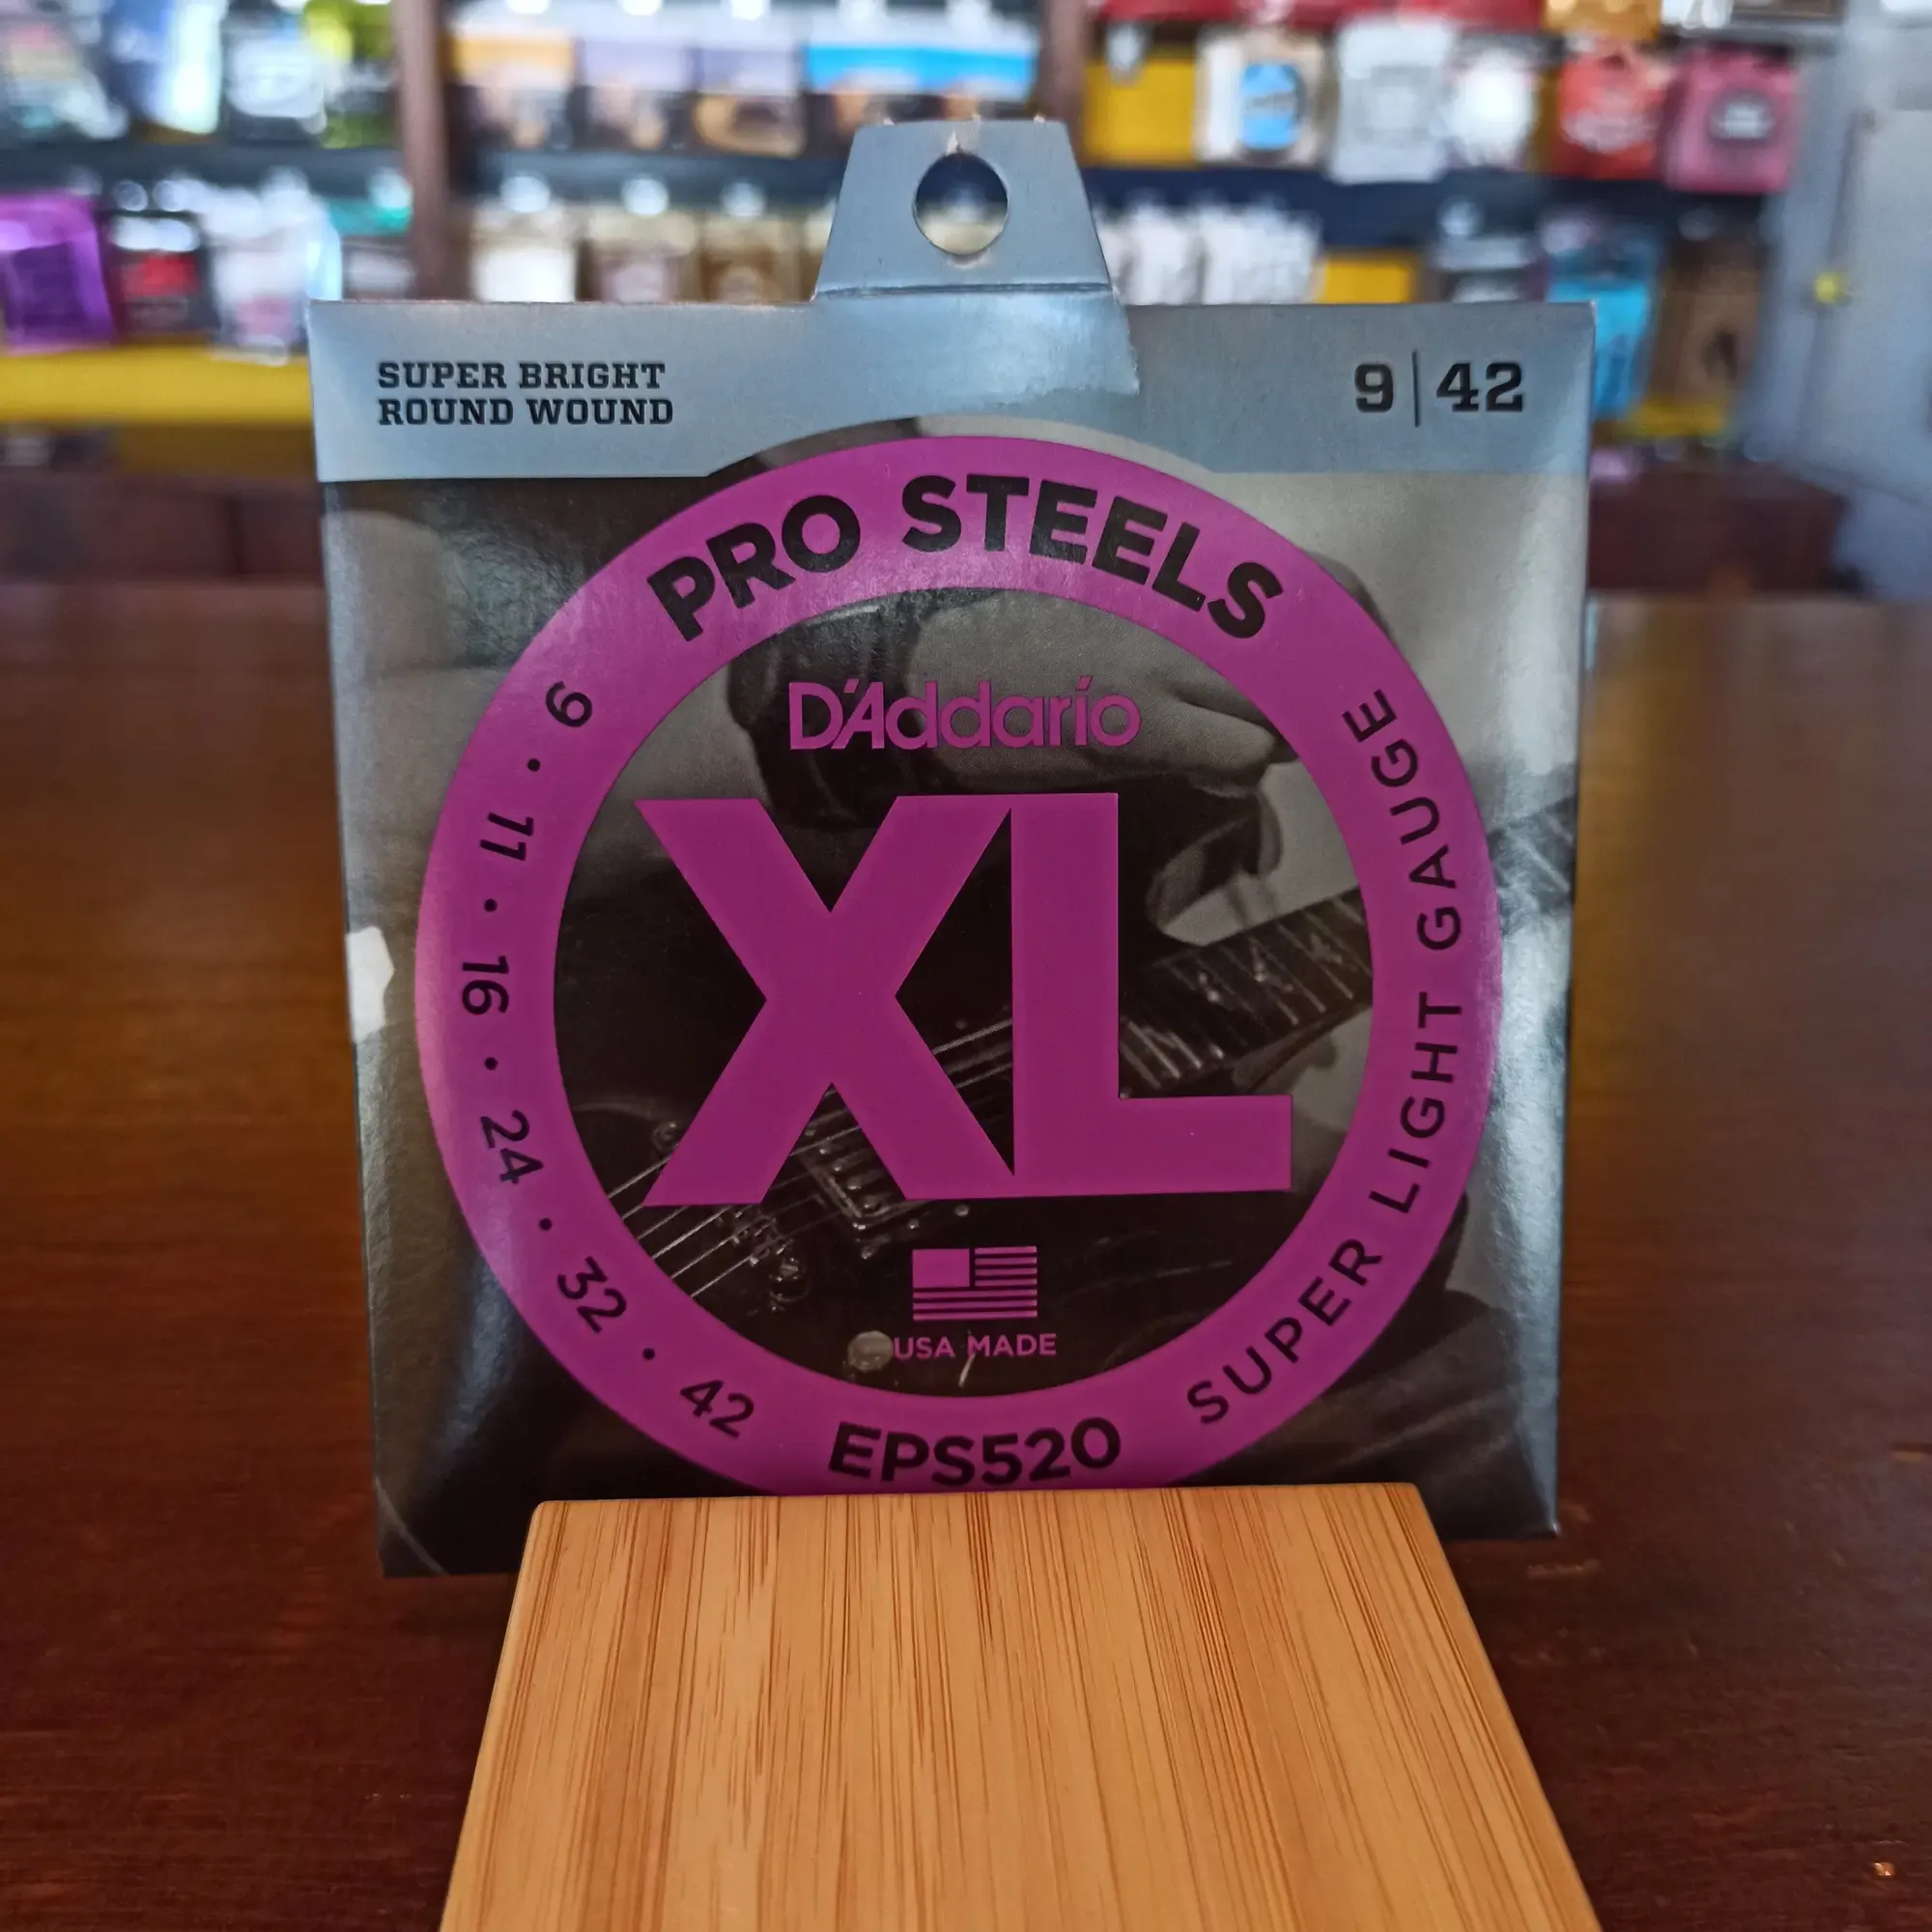 SUPER BRIGHT
ROUND WOUND
9|42
PRO STEELS
D'Addario
XL
9 • 11 • 16 • 24 • 32 • 42
SUPER LIGHT GAUGE
USA MADE
EPS520